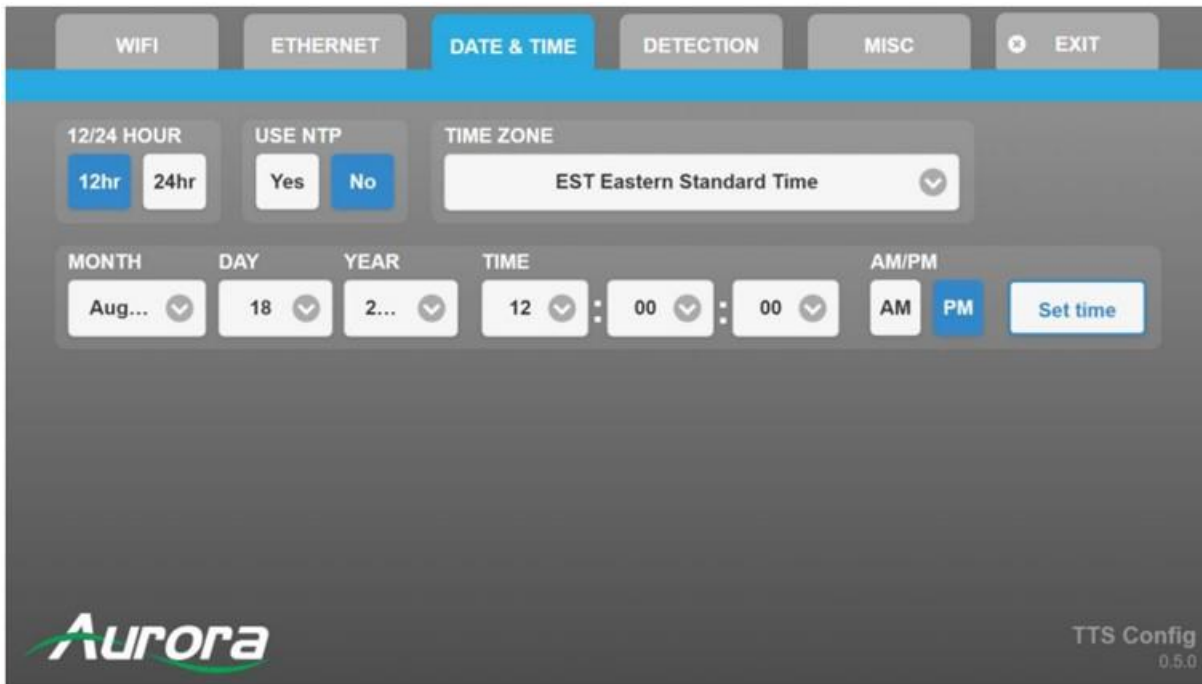 WIFI ETHERNET DATE & TIME DETECTION MISC EXIT
12/24 HOUR USE NTP TIME ZONE
12hr 24hr Yes No EST Eastern Standard Time
MONTH DAY YEAR TIME AM/PM
Aug... 18 2... 12 : 00 : 00 AM PM Set time
Aurora
TTS Config
0.5.0